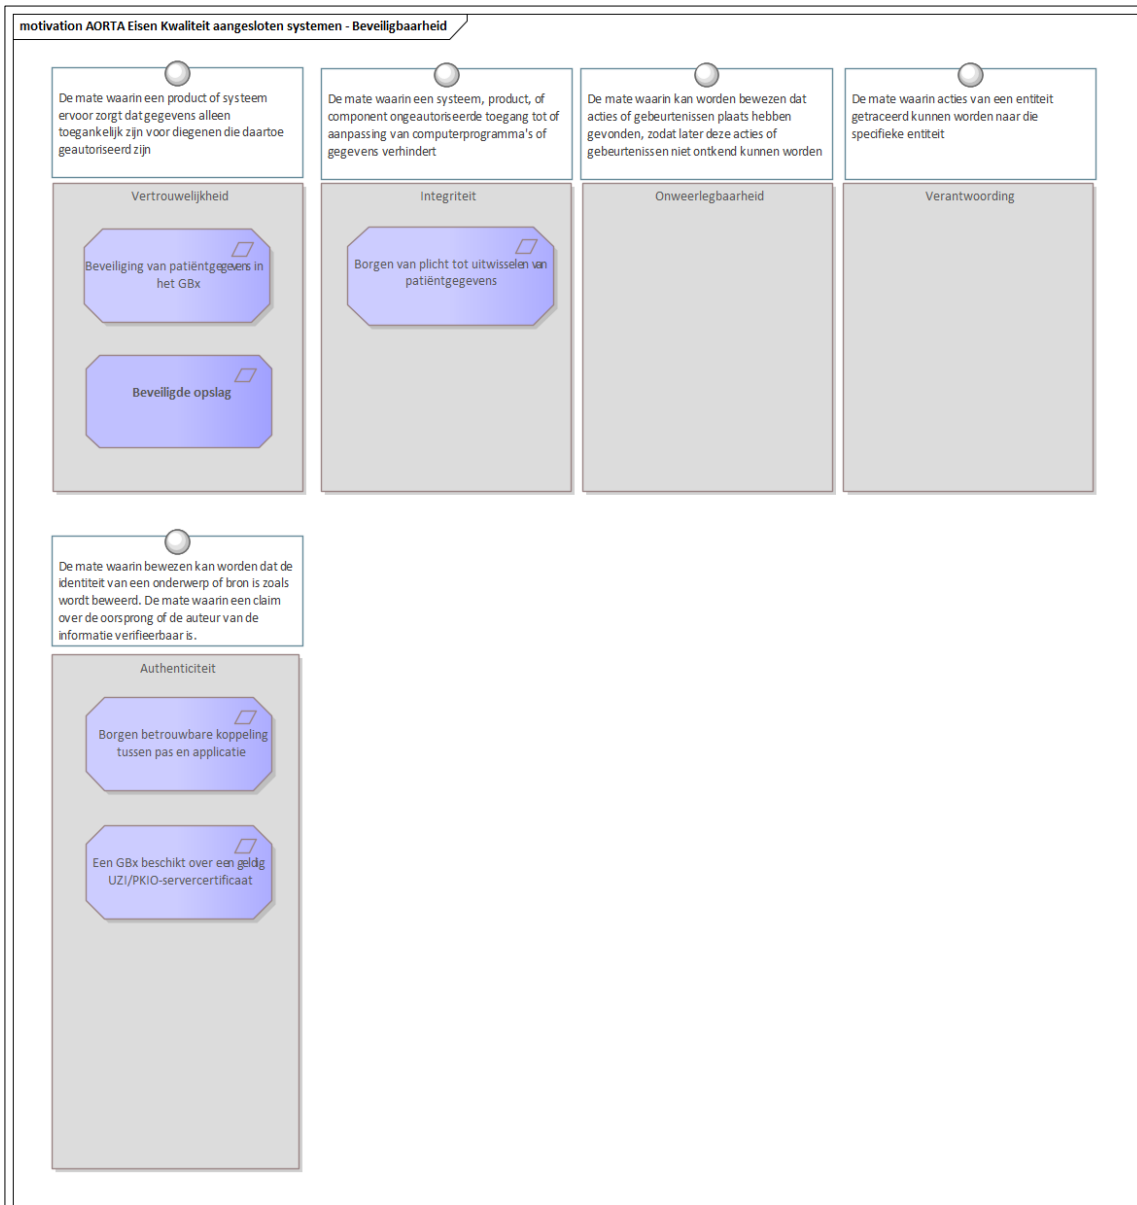 motivation AORTA Eisen Kwaliteit aangesloten systemen - Beveiligbaarheid
De mate waarin een product of systeem
ervoor zorgt dat gegevens alleen
toegankelijk zijn voor diegenen die daartoe
geautoriseerd zijn
De mate waarin een systeem, product, of
component ongeautoriseerde toegang tot of
aanpassing van computerprogramma's of
gegevens verhindert
De mate waarin kan worden bewezen dat
acties of gebeurtenissen plaats hebben
gevonden, zodat later deze acties of
gebeurtenissen niet ontkend kunnen worden
De mate waarin acties van een entiteit
getraceerd kunnen worden naar die
specifieke entiteit
Vertrouwelijkheid
Beveiliging van patiëntgegevens in
het GBx
Beveiligde opslag
Integriteit
Borgen van plicht tot uitwisselen van
patiëntgegevens
Onweerlegbaarheid
Verantwoording
De mate waarin bewezen kan worden dat de
identiteit van een onderwerp of bron is zoals
wordt beweerd. De mate waarin een claim
over de oorsprong of de auteur van de
informatie verifieerbaar is.
Authenticiteit
Borgen betrouwbare koppeling
tussen pas en applicatie
Een GBx beschikt over een geldig
UZI/PKIO-servercertificaat